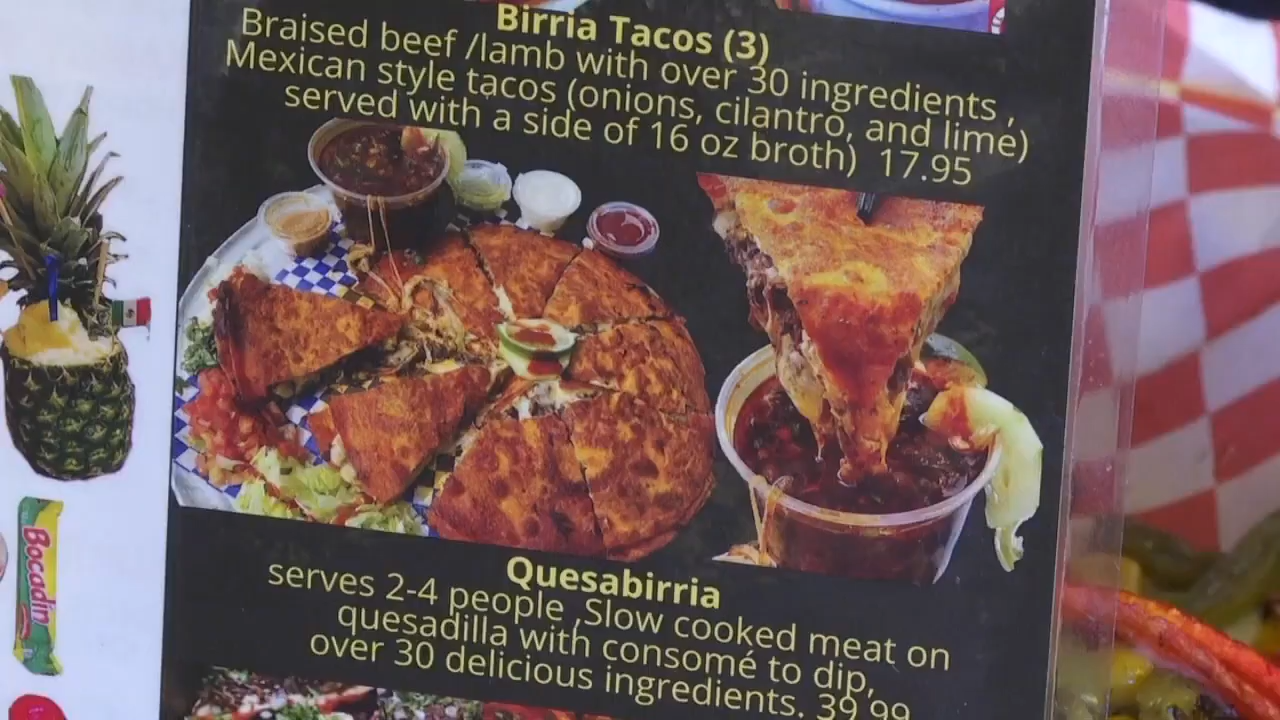 Birria Tacos (3)
Braised beef /lamb with over 30 ingredients ,
Mexican style tacos (onions, cilantro, and lime)
served with a side of 16 oz broth) 17.95
Quesabirria
serves 2-4 people ,Slow cooked meat on
quesadilla with consomé to dip,
over 30 delicious ingredients. 39.99
Bocadin